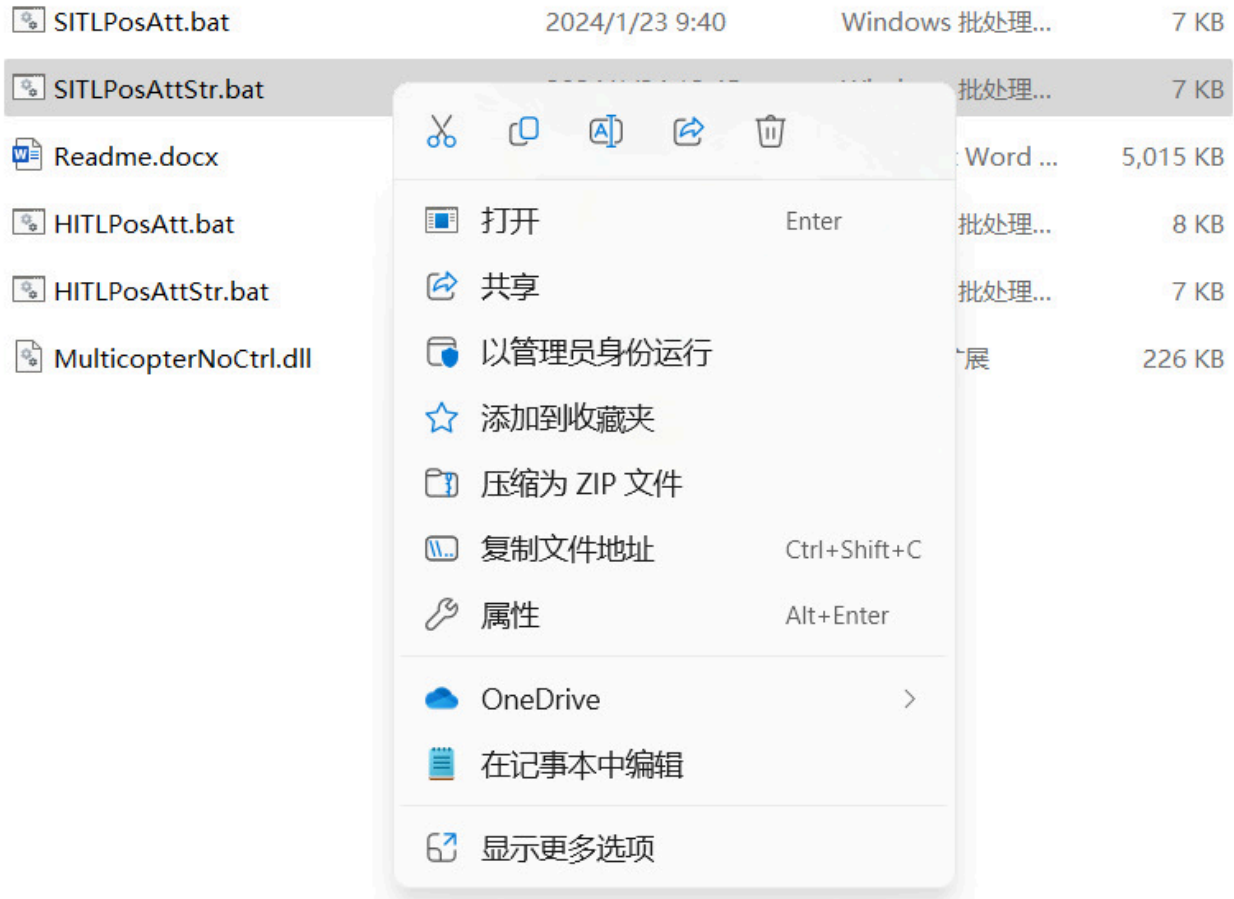 SITLPosAtt.bat 2024/1/23 9:40 Windows 批处理... 7 KB
SITLPosAttStr.bat 批处理... 7 KB
Readme.docx Word ... 5,015 KB
HITLPosAtt.bat 批处理... 8 KB
HITLPosAttStr.bat 批处理... 7 KB
MulticopterNoCtrl.dll 展 226 KB
打开 Enter
共享
以管理员身份运行
添加到收藏夹
压缩为 ZIP 文件
复制文件地址 Ctrl+Shift+C
属性 Alt+Enter
OneDrive
在记事本中编辑
显示更多选项